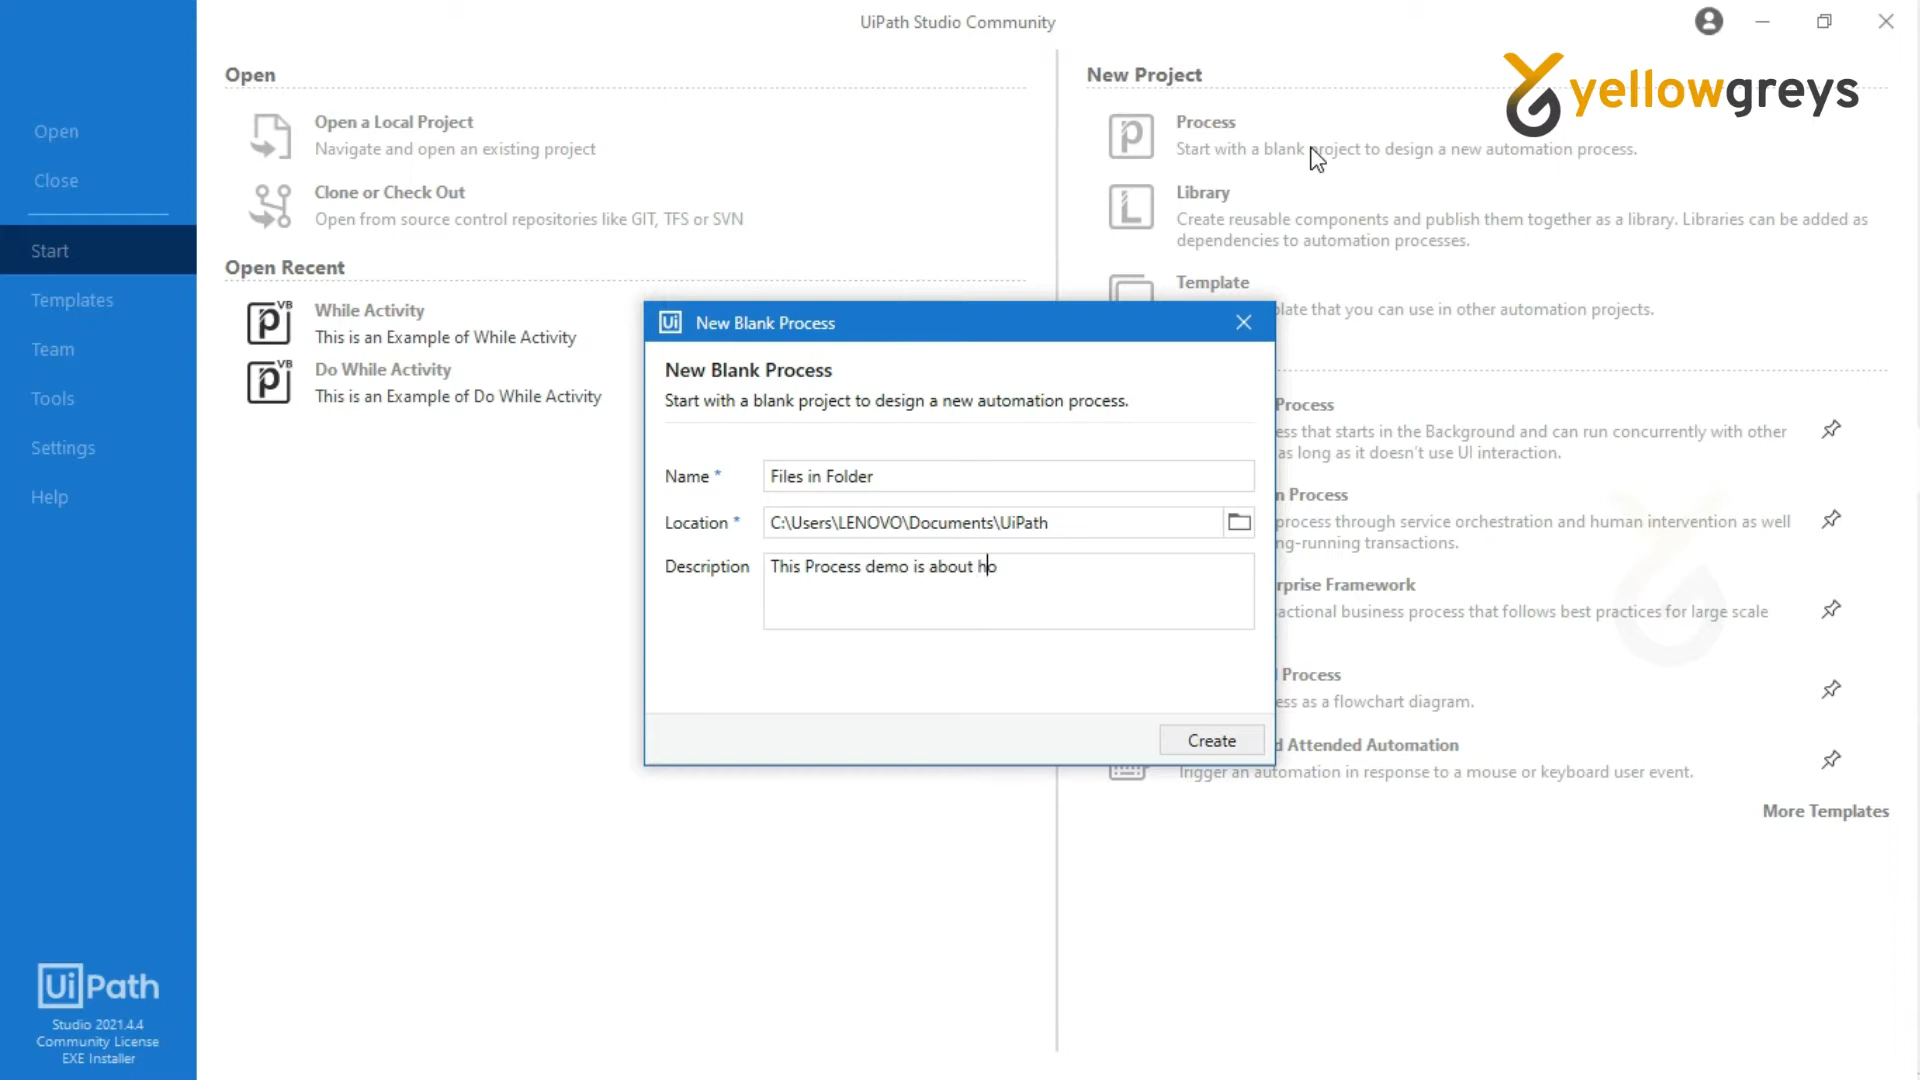 UiPath Studio Community
yellowgreys
Open
Close
Start
Templates
Team
Tools
Settings
Help
UiPath
Studio 2021.4.4
Community License
EXE Installer
Open
Open a Local Project
Navigate and open an existing project
Clone or Check Out
Open from source control repositories like GIT, TFS or SVN
Open Recent
VB
While Activity
This is an Example of While Activity
VB
Do While Activity
This is an Example of Do While Activity
New Project
Process
Start with a blank project to design a new automation process.
Library
Create reusable components and publish them together as a library. Libraries can be added as
dependencies to automation processes.
Template
plate that you can use in other automation projects.
Process
ess that starts in the Background and can run concurrently with other
as long as it doesn't use UI interaction.
n Process
process through service orchestration and human intervention as well
ng-running transactions.
rprise Framework
actional business process that follows best practices for large scale
Process
ess as a flowchart diagram.
d Attended Automation
Trigger an automation in response to a mouse or keyboard user event.
More Templates
Ui New Blank Process
New Blank Process
Start with a blank project to design a new automation process.
Name * Files in Folder
Location * C:\Users\LENOVO\Documents\UiPath
Description This Process demo is about ho
Create